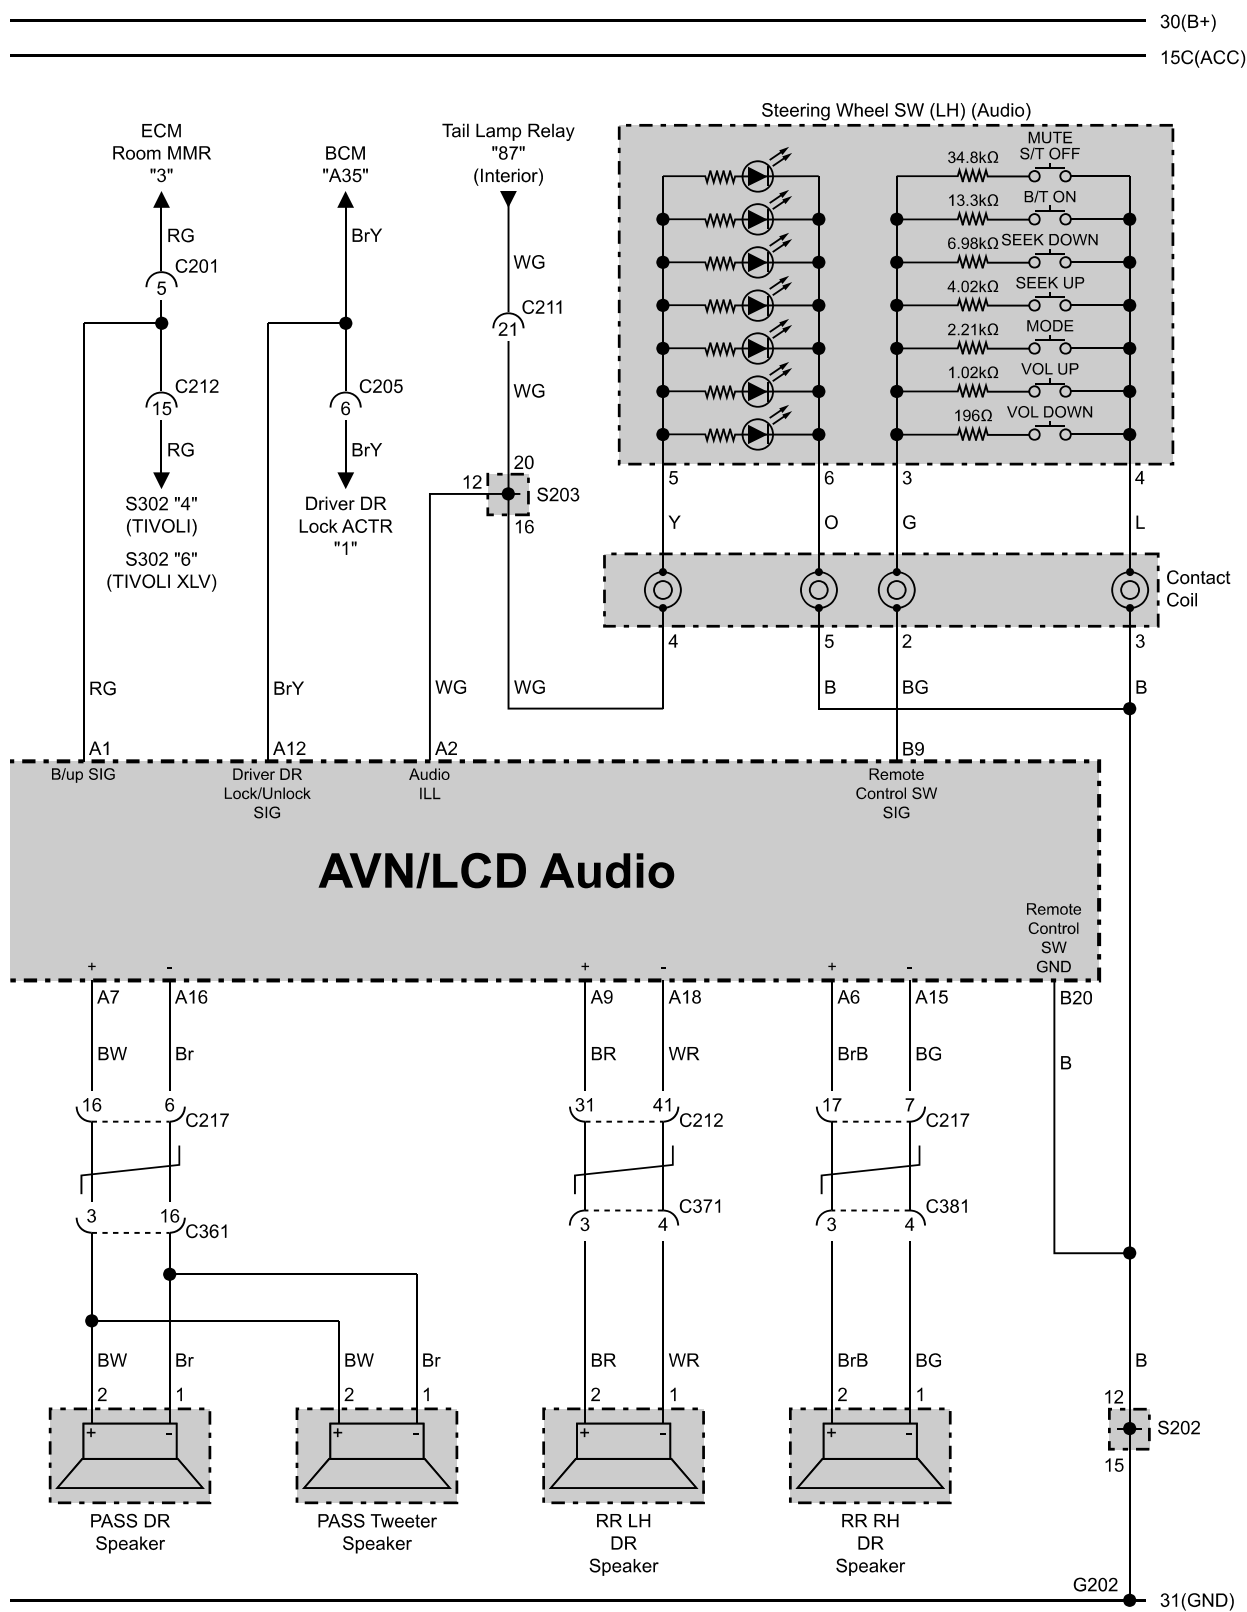 30(B+)
15C(ACC)
Steering Wheel SW (LH) (Audio)
ECM
Room MMR
"3"
BCM
"A35"
Tail Lamp Relay
"87"
(Interior)
MUTE
34.8kΩ S/T OFF
13.3kΩ B/T ON
6.98kΩ SEEK DOWN
4.02kΩ SEEK UP
2.21kΩ MODE
1.02kΩ VOL UP
196Ω VOL DOWN
RG BrY WG
C201
5
C211
21
C212
15
C205
6
WG
RG BrY
S302 "4"
(TIVOLI)
S302 "6"
(TIVOLI XLV)
Driver DR
Lock ACTR
"1"
20
12 S203
16
5 6 3 4
Y O G L
Contact
Coil
4 5 2 3
RG BrY WG WG B BG B
A1 A12 A2 B9
B/up SIG
Driver DR
Lock/Unlock
SIG
Audio
ILL
Remote
Control SW
SIG
AVN/LCD Audio
Remote
Control
SW
GND
+ - + - + -
A7 A16 A9 A18 A6 A15 B20
BW Br BR WR BrB BG B
16 6 C217 31 41 C212 17 7 C217
3 16 C361 3 4 C371 3 4 C381
BW Br BW Br BR WR BrB BG B
2 1 2 1 2 1 2 1 12
+ - + - + - + - S202
15
PASS DR
Speaker
PASS Tweeter
Speaker
RR LH
DR
Speaker
RR RH
DR
Speaker
G202
31(GND)